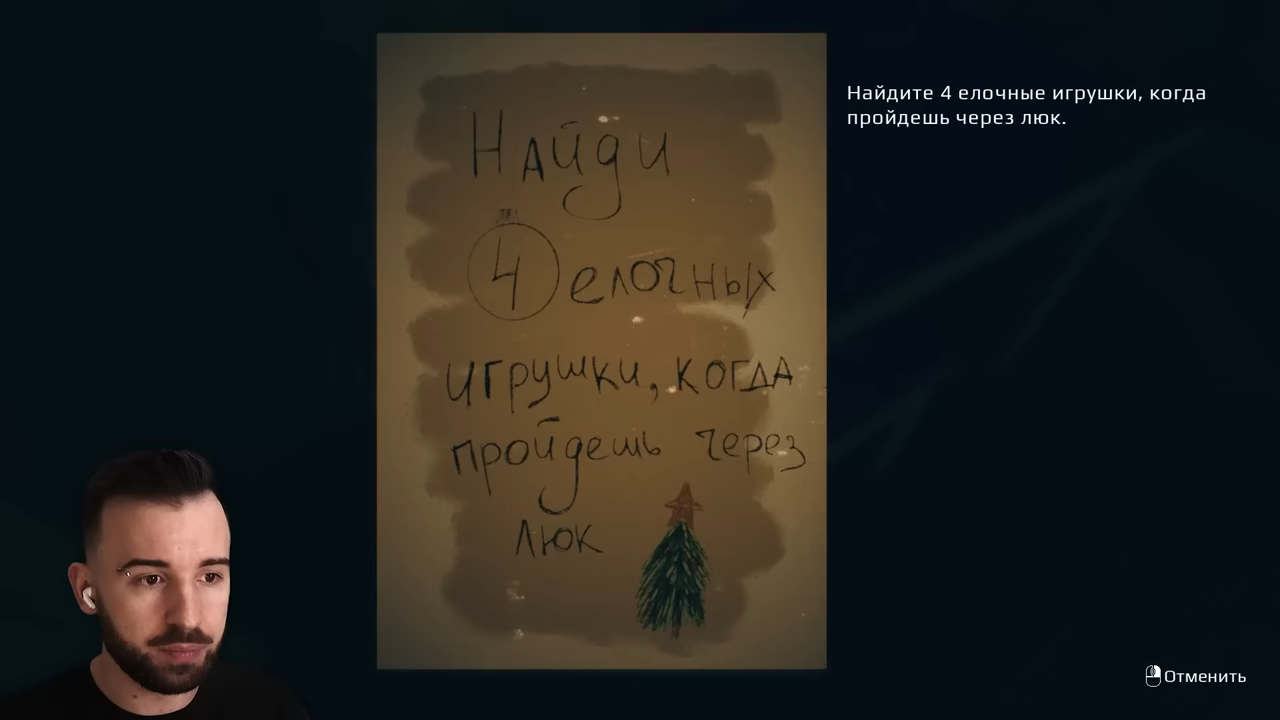 Найди
4 елочных
игрушки, когда
пройдешь через
люк
Найдите 4 елочные игрушки, когда
пройдешь через люк.
Отменить